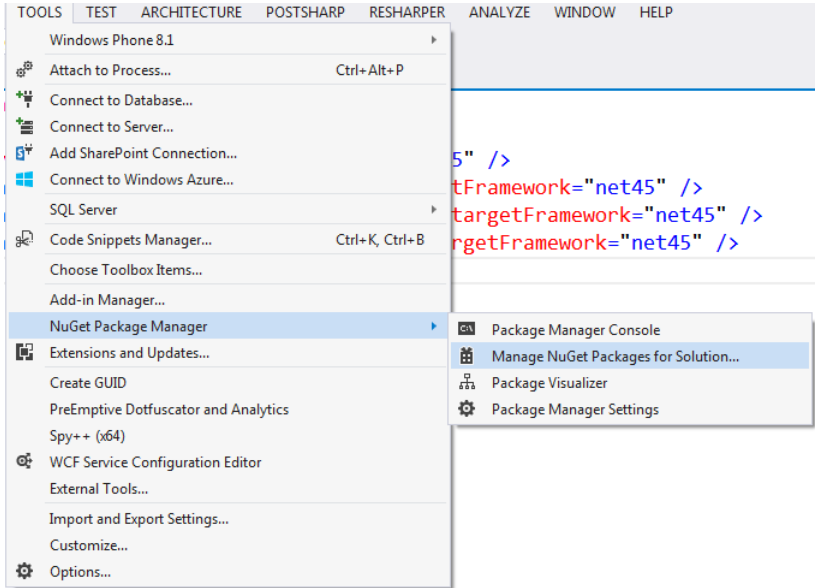 TOOLS TEST ARCHITECTURE POSTSHARP RESHARPER ANALYZE WINDOW HELP
Windows Phone 8.1
Attach to Process... Ctrl+Alt+P
Connect to Database...
Connect to Server...
Add SharePoint Connection...
5" />
Connect to Windows Azure...
tFramework="net45" />
SQL Server
targetFramework="net45" />
Code Snippets Manager... Ctrl+K, Ctrl+B
rgetFramework="net45" />
Choose Toolbox Items...
Add-in Manager...
NuGet Package Manager
Package Manager Console
Extensions and Updates...
Manage NuGet Packages for Solution...
Create GUID
Package Visualizer
PreEmptive Dotfuscator and Analytics
Package Manager Settings
Spy++ (x64)
WCF Service Configuration Editor
External Tools...
Import and Export Settings...
Customize...
Options...